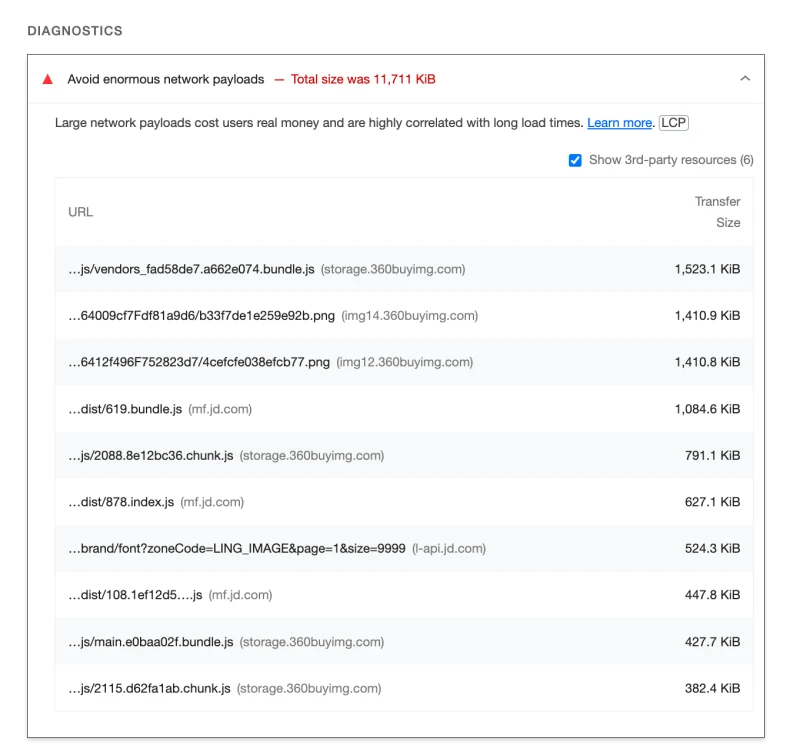 DIAGNOSTICS
Avoid enormous network payloads — Total size was 11,711 KiB
Large network payloads cost users real money and are highly correlated with long load times. Learn more. LCP
Show 3rd-party resources (6)
URL
Transfer
Size
…js/vendors_fad58de7.a662e074.bundle.js (storage.360buyimg.com) 1,523.1 KiB
…64009cf7Fdf81a9d6/b33f7de1e259e92b.png (img14.360buyimg.com) 1,410.9 KiB
…6412f496F752823d7/4cefcfe038efcb77.png (img12.360buyimg.com) 1,410.8 KiB
…dist/619.bundle.js (mf.jd.com) 1,084.6 KiB
…js/2088.8e12bc36.chunk.js (storage.360buyimg.com) 791.1 KiB
…dist/878.index.js (mf.jd.com) 627.1 KiB
…brand/font?zoneCode=LING_IMAGE&page=1&size=9999 (l-api.jd.com) 524.3 KiB
…dist/108.1ef12d5….js (mf.jd.com) 447.8 KiB
…js/main.e0baa02f.bundle.js (storage.360buyimg.com) 427.7 KiB
…js/2115.d62fa1ab.chunk.js (storage.360buyimg.com) 382.4 KiB